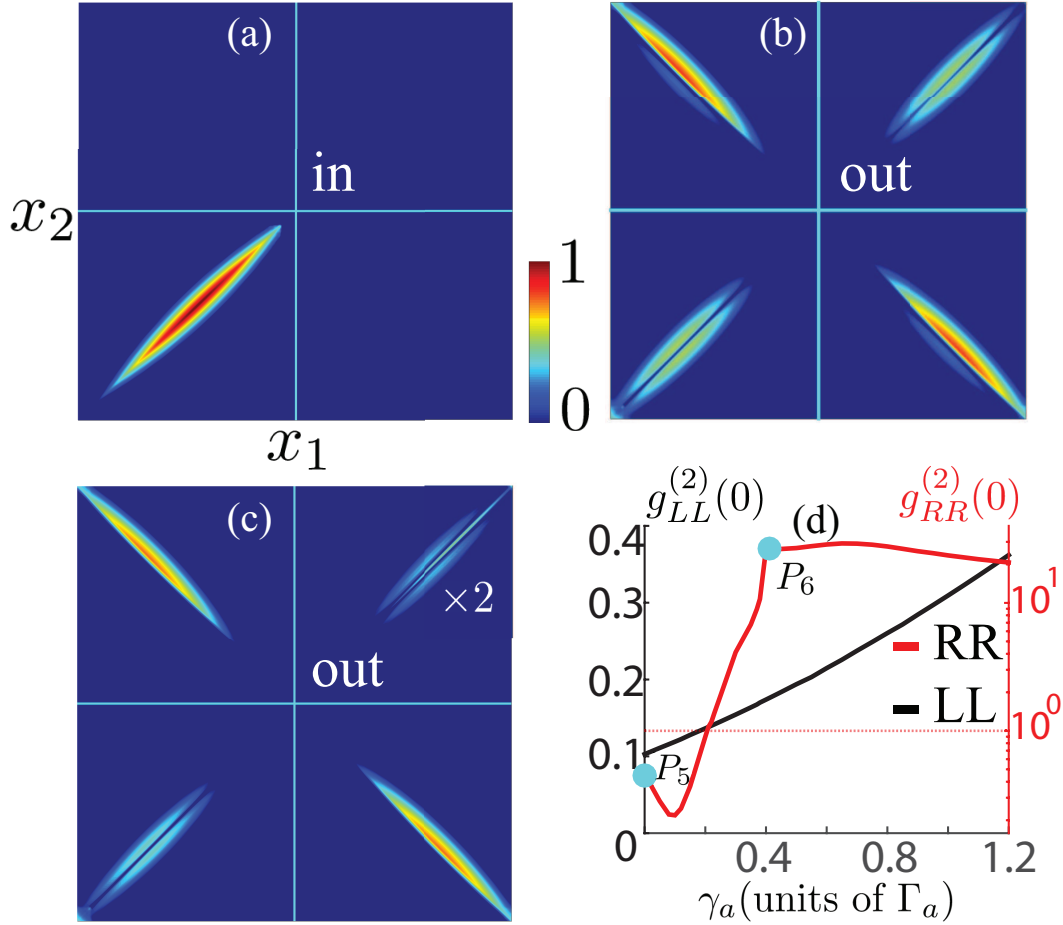 (a)
in
x₂
x₁
1
0
(b)
out
(c)
×2
out
g_{LL}^{(2)}(0)
(d)
g_{RR}^{(2)}(0)
0.4
0.3
0.2
0.1
0
P₅
P₆
RR
LL
10¹
10⁰
0.4
0.8
1.2
γₐ(units of Γₐ)